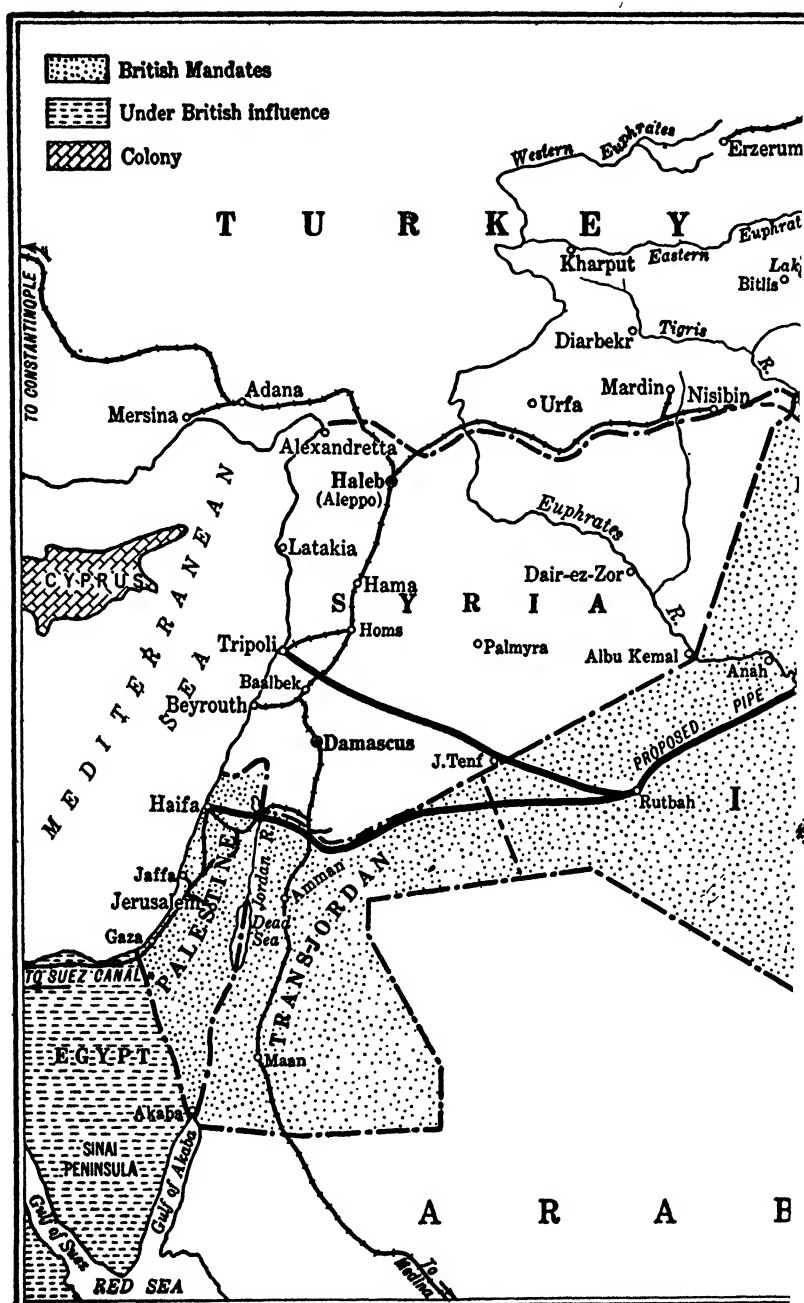 British Mandates
Under British influence
Colony
Western Euphrates
Erzerum
TURKEY
Kharput
Eastern Euphrat
Lak
Bitlis
TO CONSTANTINOPLE
Diarbekr
Tigris R.
Adana
Mersina
Mardin
Nisibin
Urfa
Alexandretta
Haleb
(Aleppo)
MEDITERRANEAN SEA
Euphrates R.
Latakia
CYPRUS
Dair-ez-Zor
Hama
SYRIA
Homs
Tripoli
Palmyra
Albu Kemal
Anah
Baalbek
Beyrouth
PROPOSED PIPE
Damascus
J.Tenf
Rutbah
I
Haifa
Jordan R.
Jaffa
Amman
Jerusalem
PALESTINE
Dead
Sea
TRANSJORDAN
Gaza
TO SUEZ CANAL
EGYPT
Maan
Akaba
SINAI
PENINSULA
Gulf of Akaba
Gulf of Suez
ARAB
RED SEA
To
Medina